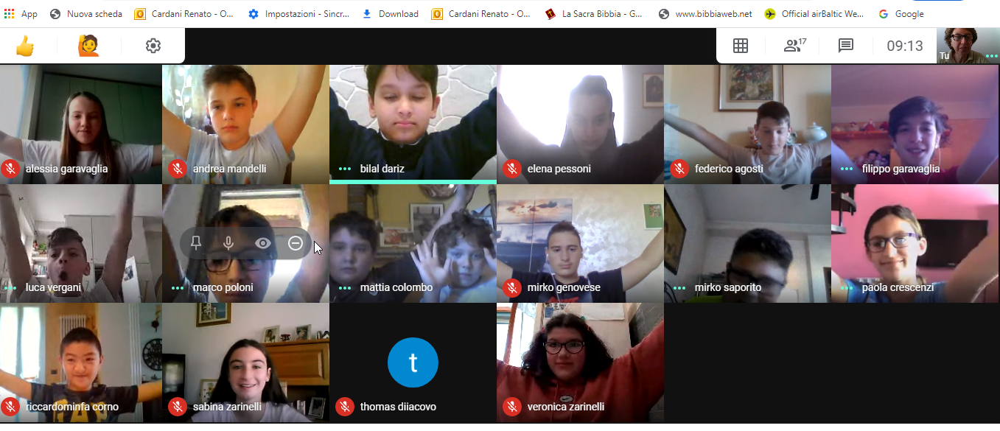 App Nuova scheda Cardani Renato - O... Impostazioni - Sincr... Download Cardani Renato - O... La Sacra Bibbia - G... www.bibbiaweb.net Official airBaltic We... Google
17 09:13 Tu
alessia garavaglia andrea mandelli bilal dariz elena pessoni federico agosti filippo garavaglia
luca vergani marco poloni mattia colombo mirko genovese mirko saporito paola crescenzi
t
riccardominfa corno sabina zarinelli thomas diiacovo veronica zarinelli